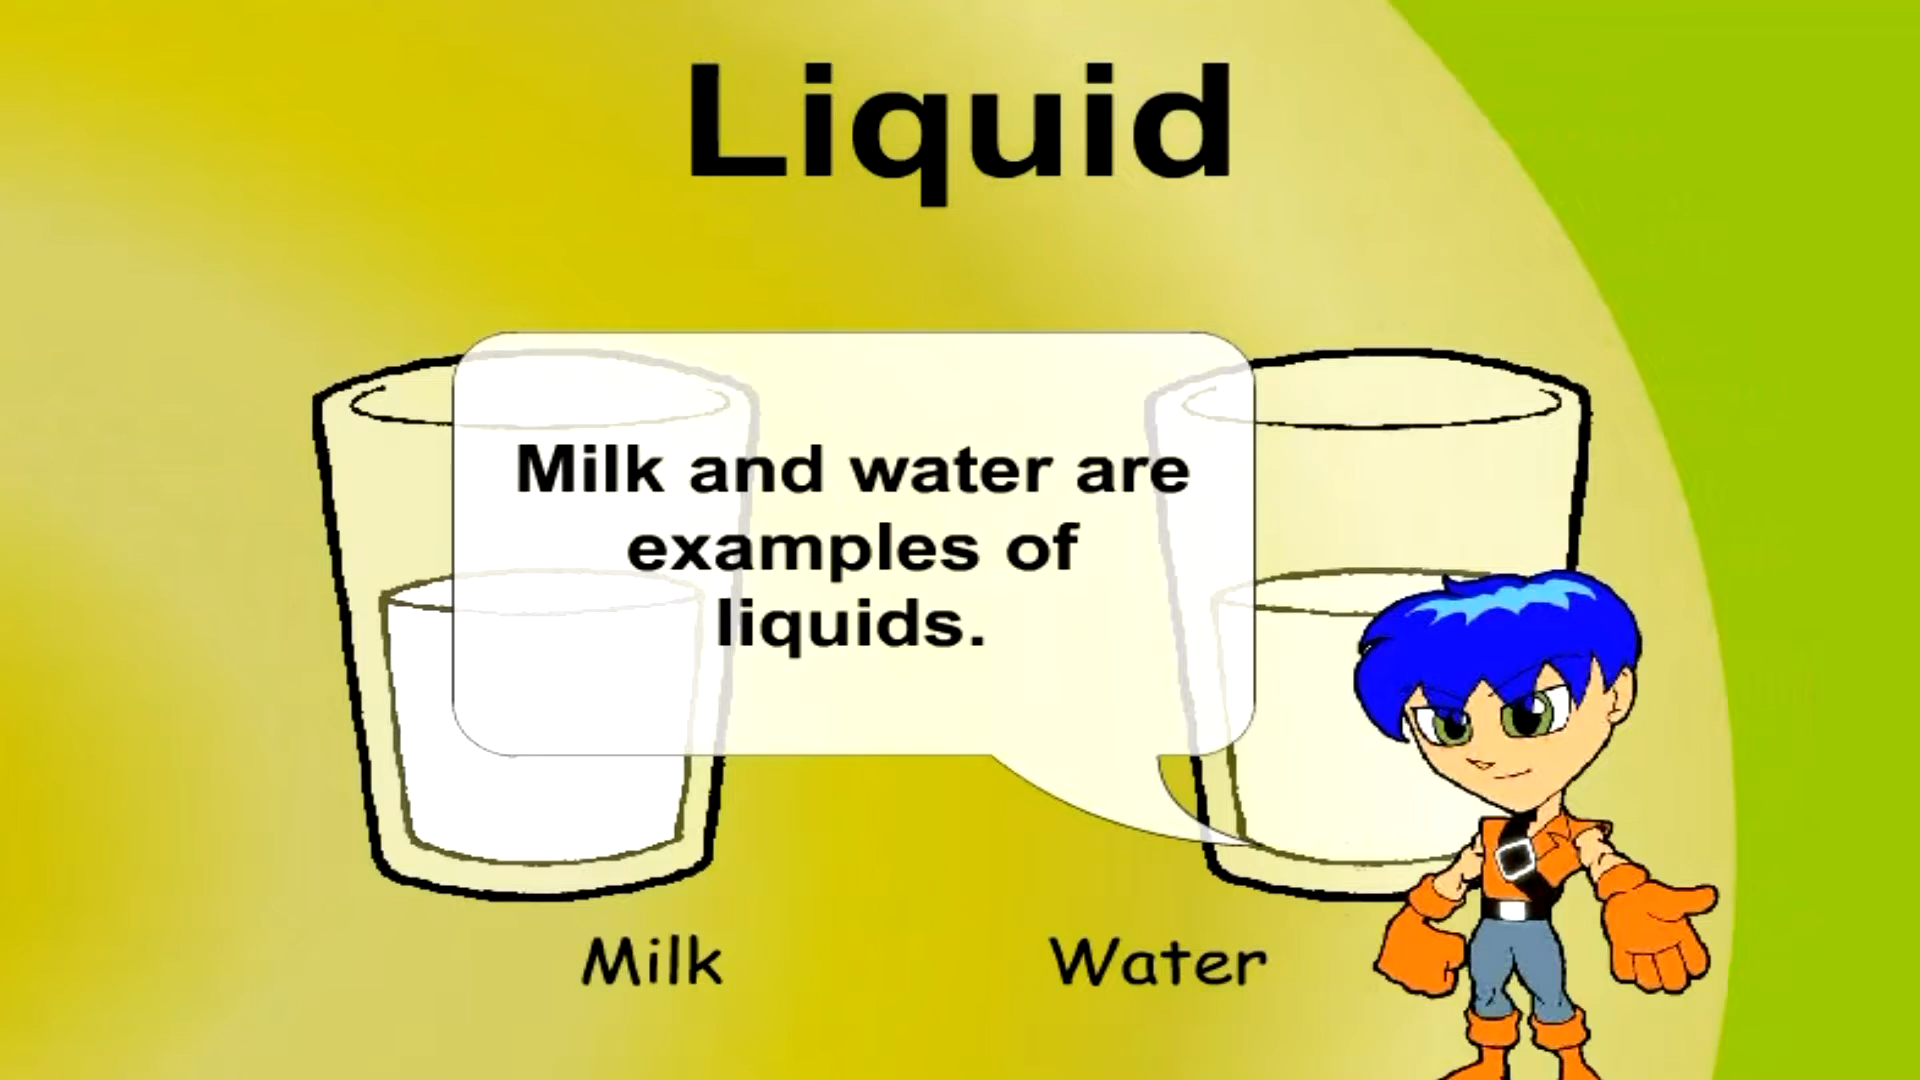 Liquid
Milk and water are
examples of
liquids.
Milk
Water